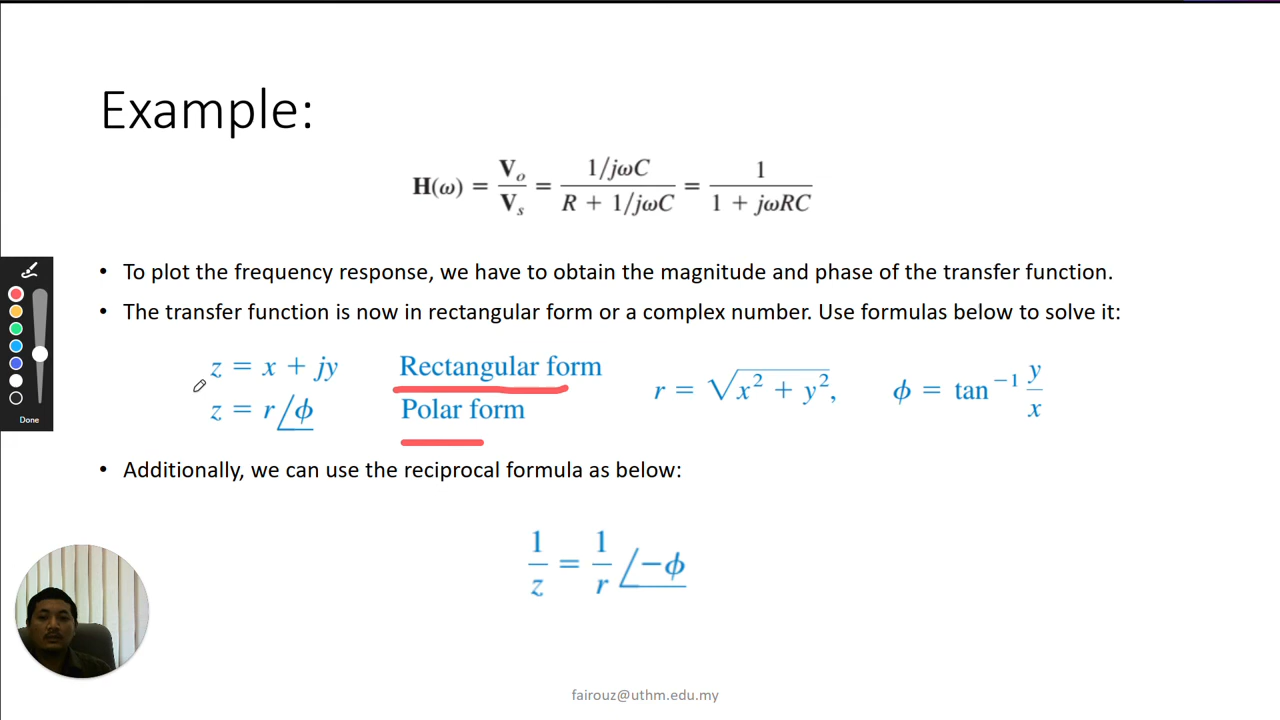 Example:
H(ω) = V_o / V_s = (1/jωC) / (R + 1/jωC) = 1 / (1 + jωRC)
• To plot the frequency response, we have to obtain the magnitude and phase of the transfer function.
• The transfer function is now in rectangular form or a complex number. Use formulas below to solve it:
z = x + jy Rectangular form
z = r∠ϕ Polar form
r = √(x² + y²), ϕ = tan⁻¹ y/x
• Additionally, we can use the reciprocal formula as below:
1/z = 1/r ∠−ϕ
Done
fairouz@uthm.edu.my